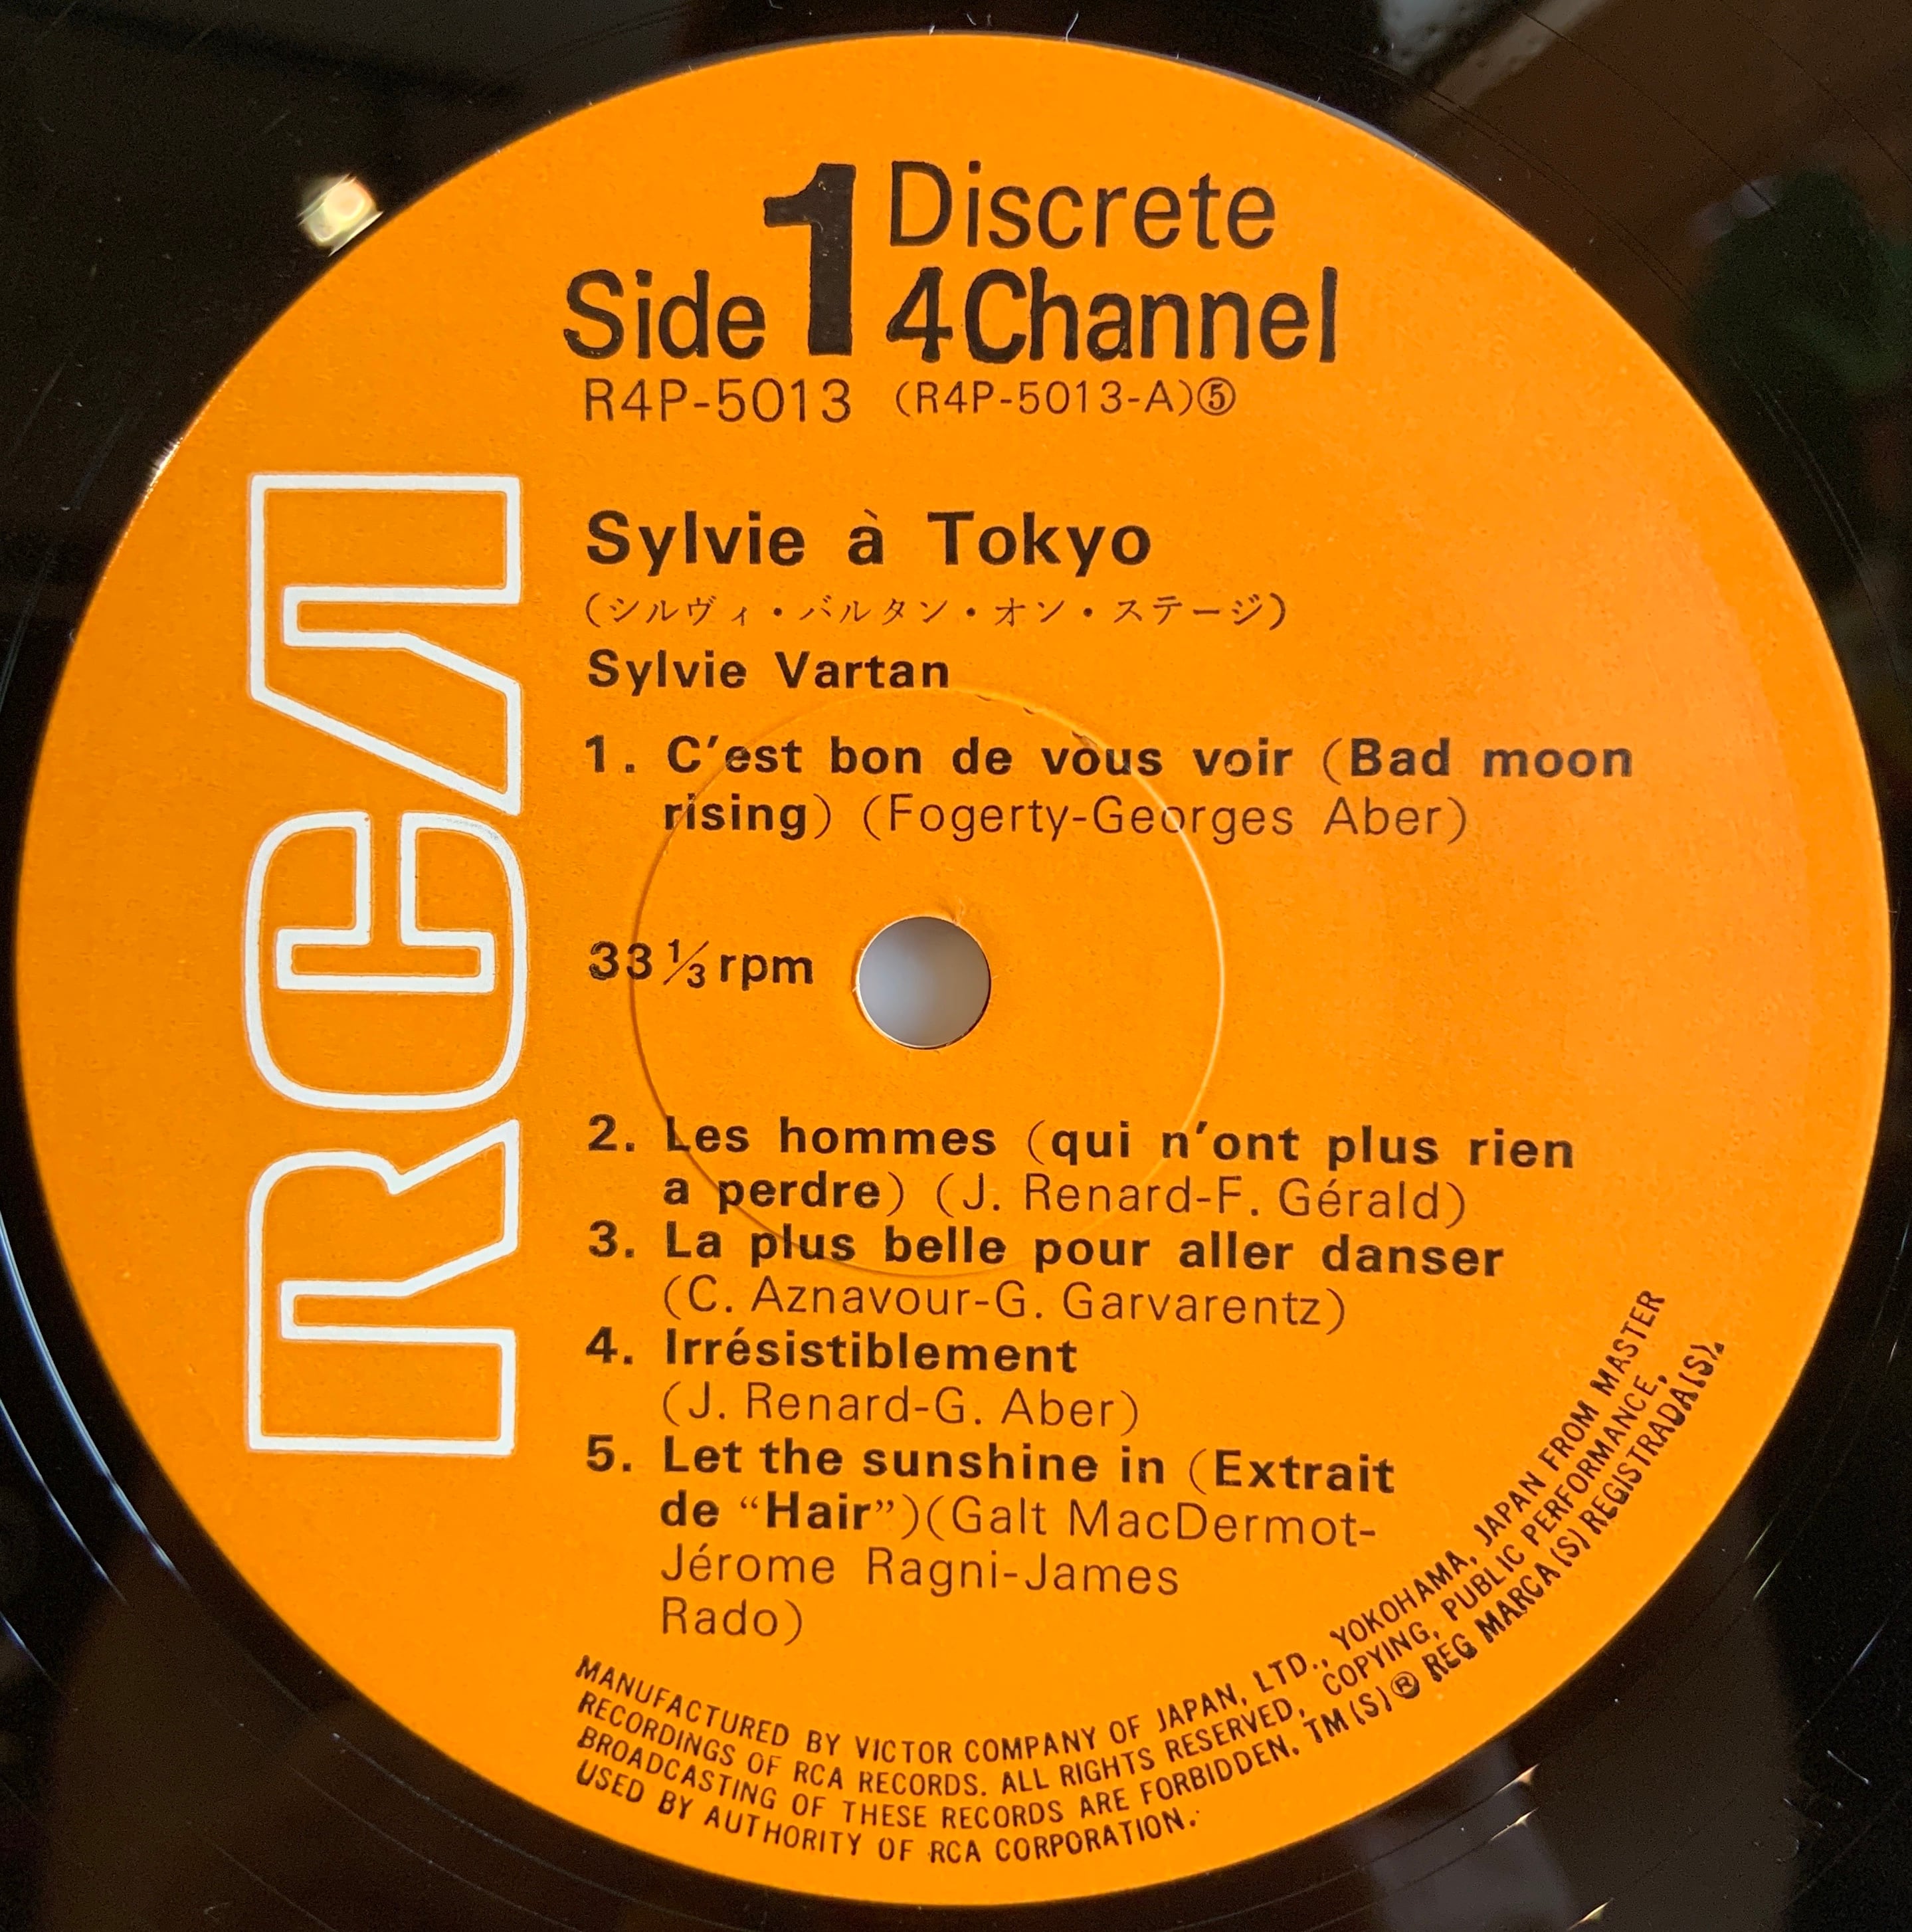 Side 1 Discrete
4Channel
R4P-5013 (R4P-5013-A)⑤
RCA
Sylvie à Tokyo
(シルヴィ・バルタン・オン・ステージ)
Sylvie Vartan
1. C'est bon de vous voir (Bad moon
rising) (Fogerty-Georges Aber)
33⅓rpm
2. Les hommes (qui n'ont plus rien
a perdre) (J. Renard-F. Gérald)
3. La plus belle pour aller danser
(C. Aznavour-G. Garvarentz)
4. Irrésistiblement
(J. Renard-G. Aber)
5. Let the sunshine in (Extrait
de “Hair”)(Galt MacDermot-
Jérome Ragni-James
Rado)
MANUFACTURED BY VICTOR COMPANY OF JAPAN, LTD., YOKOHAMA, JAPAN FROM MASTER
RECORDINGS OF RCA RECORDS. ALL RIGHTS RESERVED, COPYING, PUBLIC PERFORMANCE,
BROADCASTING OF THESE RECORDS ARE FORBIDDEN. TM(S)® REG MARCA(S) REGISTRADA(S).
USED BY AUTHORITY OF RCA CORPORATION.